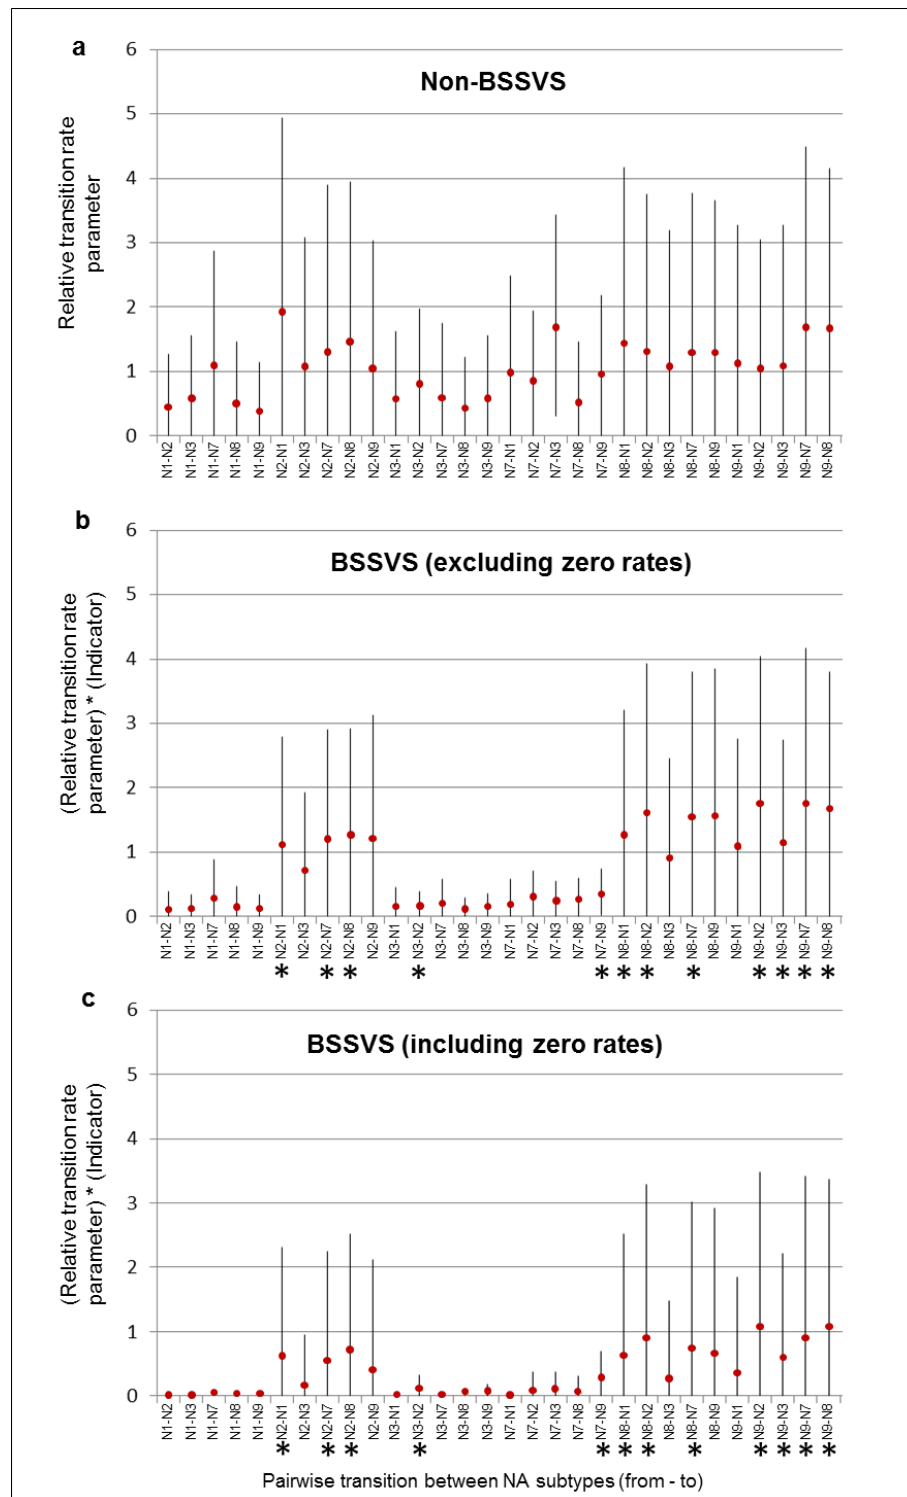 a
Non-BSSVS
Relative transition rate
parameter
6
5
4
3
2
1
0
N1-N2 N1-N3 N1-N7 N1-N8 N1-N9 N2-N1 N2-N3 N2-N7 N2-N8 N2-N9 N3-N1 N3-N2 N3-N7 N3-N8 N3-N9 N7-N1 N7-N2 N7-N3 N7-N8 N7-N9 N8-N1 N8-N2 N8-N3 N8-N7 N8-N9 N9-N1 N9-N2 N9-N3 N9-N7 N9-N8
b
BSSVS (excluding zero rates)
(Relative transition rate
parameter) * (Indicator)
6
5
4
3
2
1
0
N1-N2 N1-N3 N1-N7 N1-N8 N1-N9 N2-N1 N2-N3 N2-N7 N2-N8 N2-N9 N3-N1 N3-N2 N3-N7 N3-N8 N3-N9 N7-N1 N7-N2 N7-N3 N7-N8 N7-N9 N8-N1 N8-N2 N8-N3 N8-N7 N8-N9 N9-N1 N9-N2 N9-N3 N9-N7 N9-N8
* * * * * * * * * * * *
c
BSSVS (including zero rates)
(Relative transition rate
parameter) * (Indicator)
6
5
4
3
2
1
0
N1-N2 N1-N3 N1-N7 N1-N8 N1-N9 N2-N1 N2-N3 N2-N7 N2-N8 N2-N9 N3-N1 N3-N2 N3-N7 N3-N8 N3-N9 N7-N1 N7-N2 N7-N3 N7-N8 N7-N9 N8-N1 N8-N2 N8-N3 N8-N7 N8-N9 N9-N1 N9-N2 N9-N3 N9-N7 N9-N8
* * * * * * * * * * * *
Pairwise transition between NA subtypes (from - to)